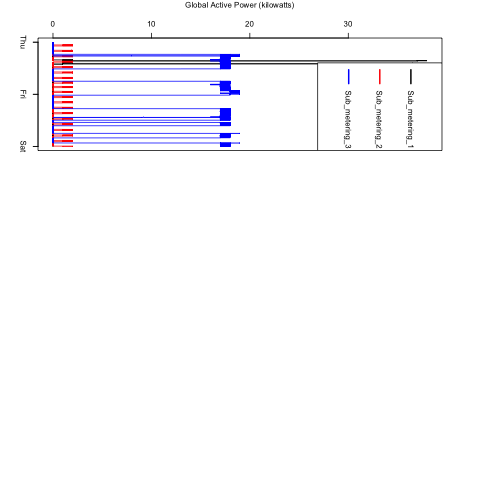 Global Active Power (kilowatts)
0 10 20 30
Thu
Fri
Sat
Sub_metering_1
Sub_metering_2
Sub_metering_3